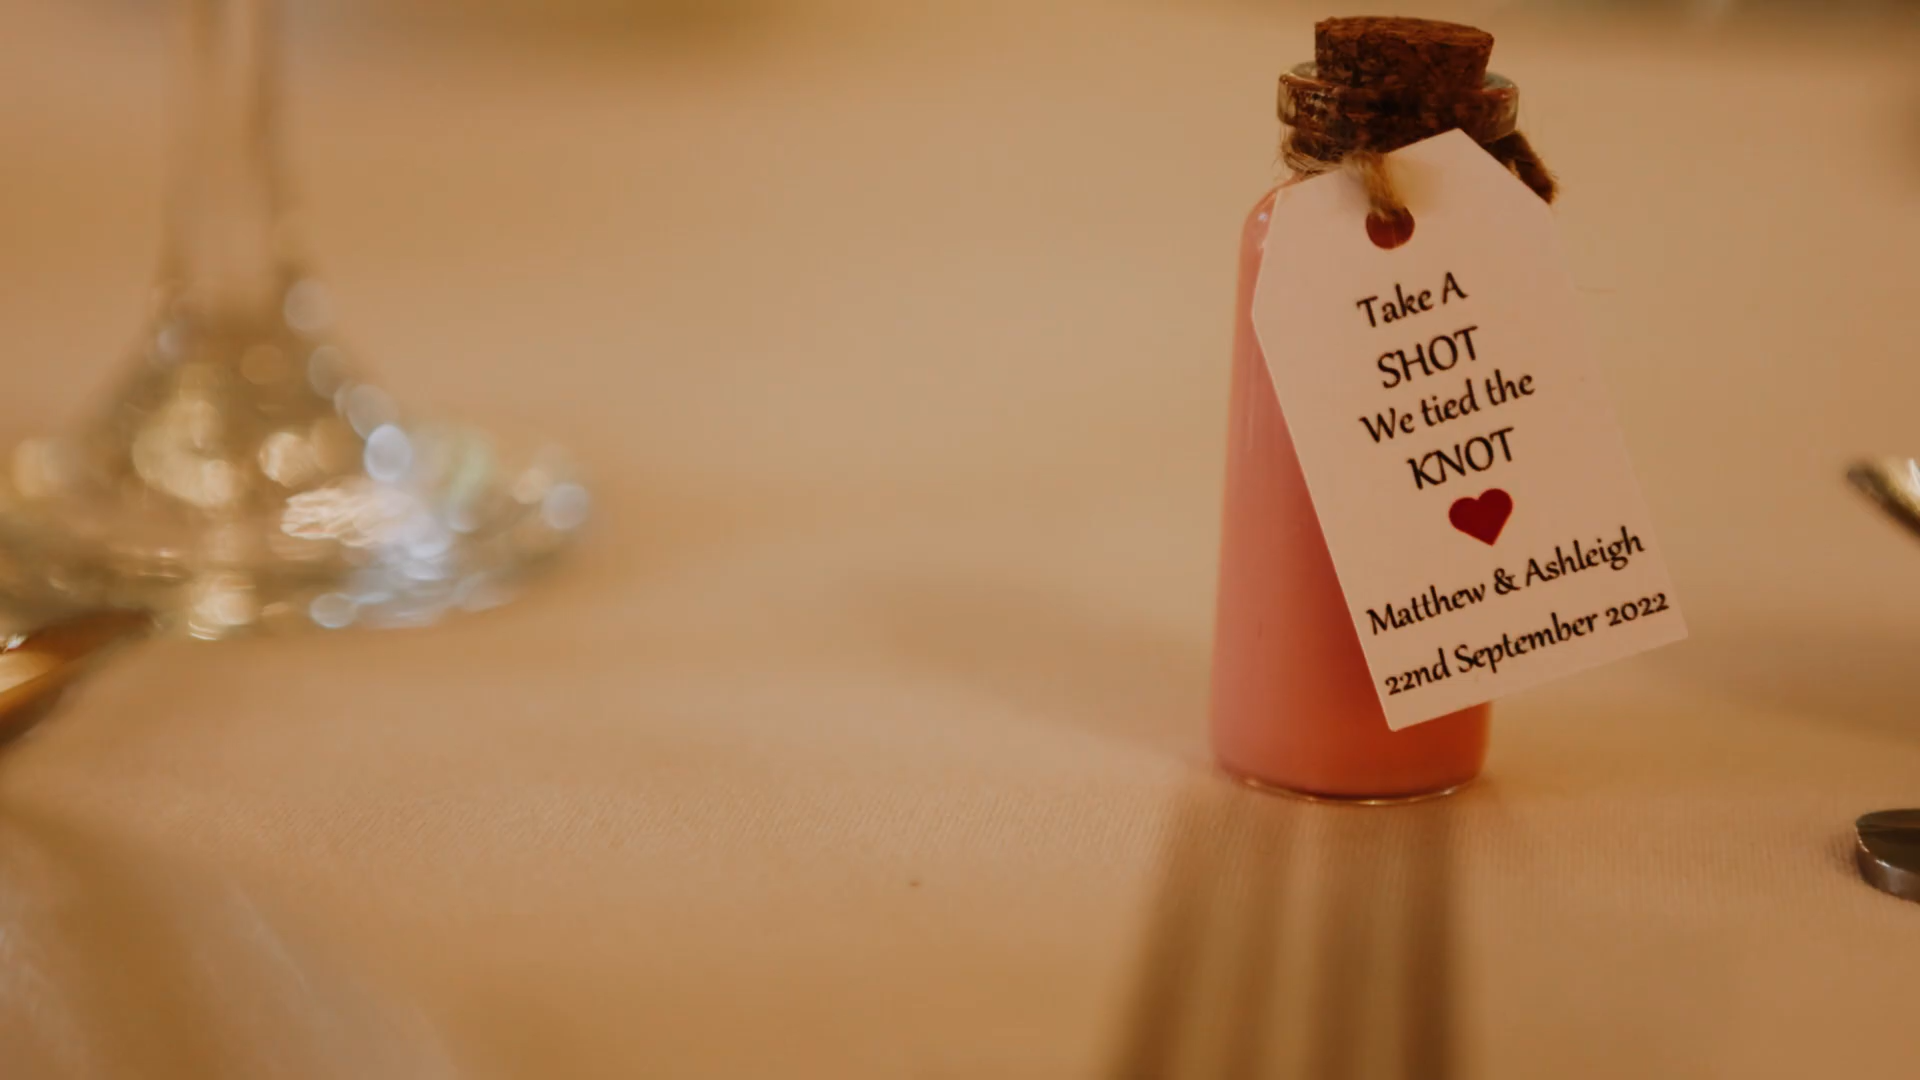 Take A
SHOT
We tied the
KNOT
Matthew & Ashleigh
22nd September 2022